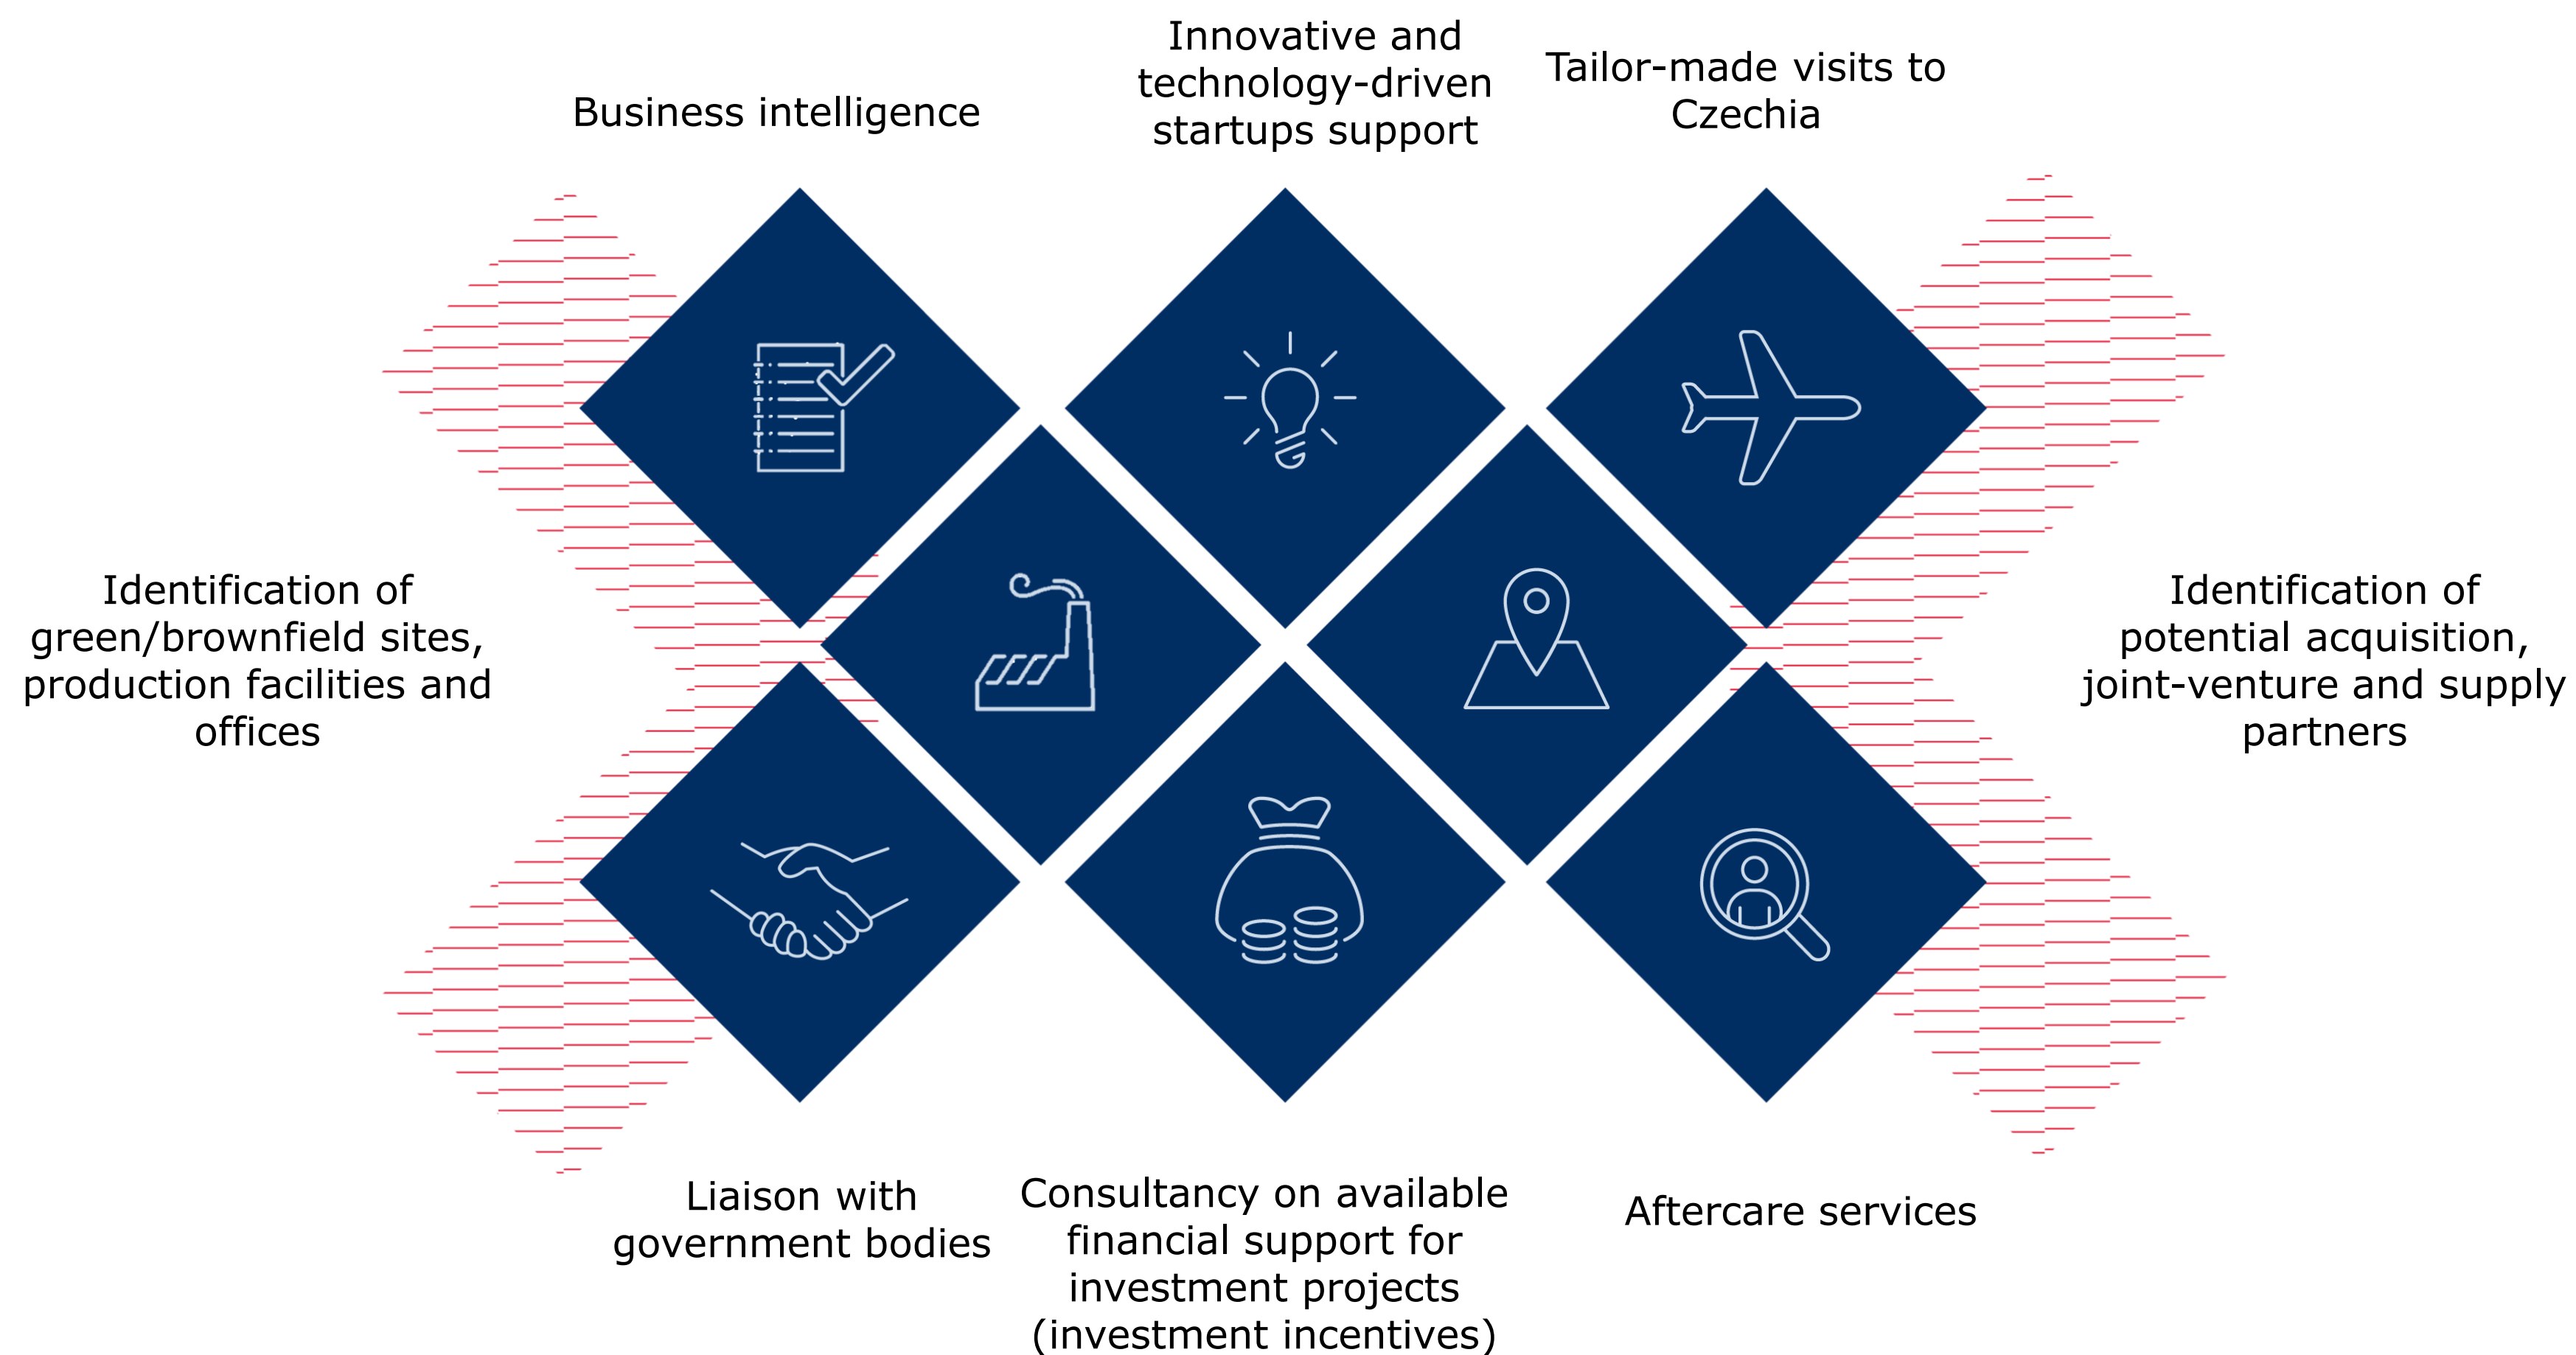 Business intelligence
Innovative and
technology-driven
startups support
Tailor-made visits to
Czechia
Identification of
green/brownfield sites,
production facilities and
offices
Identification of
potential acquisition,
joint-venture and supply
partners
Liaison with
government bodies
Consultancy on available
financial support for
investment projects
(investment incentives)
Aftercare services